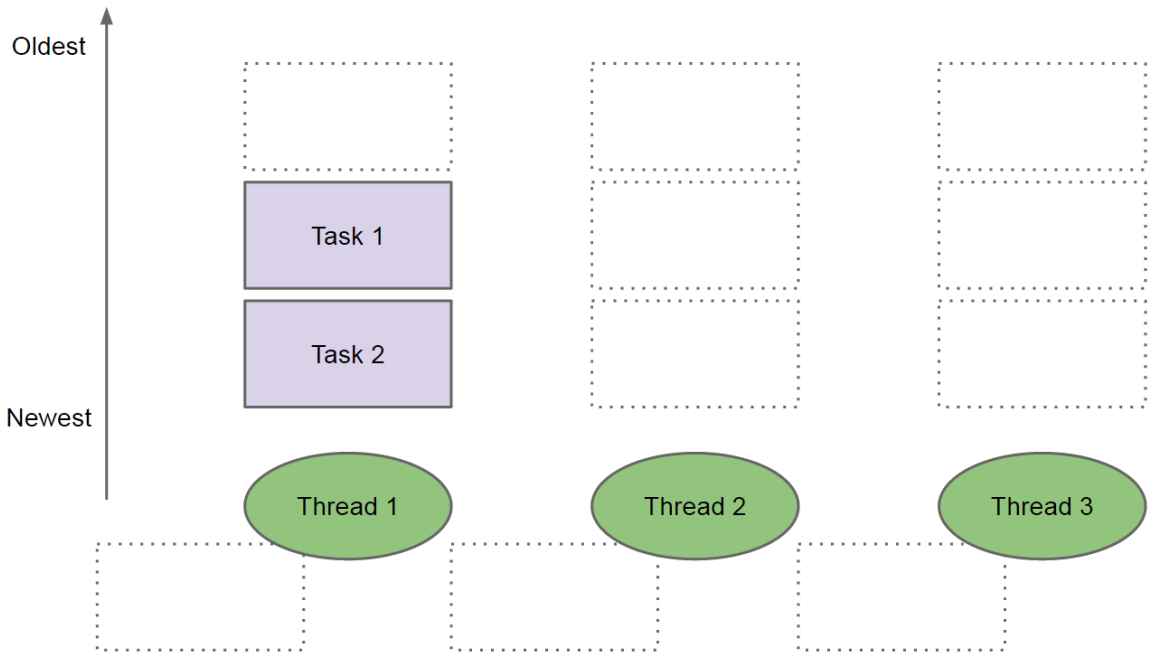 Oldest
Task 1
Task 2
Newest
Thread 1
Thread 2
Thread 3